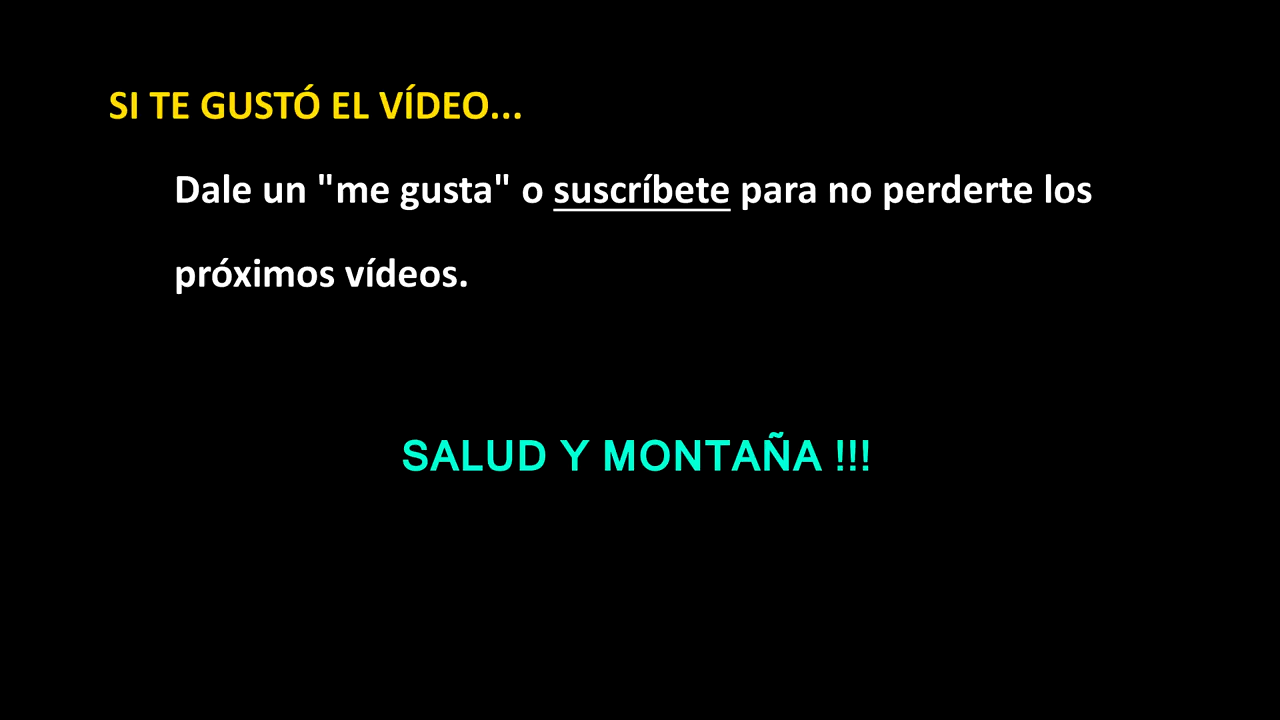 SI TE GUSTÓ EL VÍDEO...
Dale un "me gusta" o suscríbete para no perderte los
próximos vídeos.
SALUD Y MONTAÑA !!!